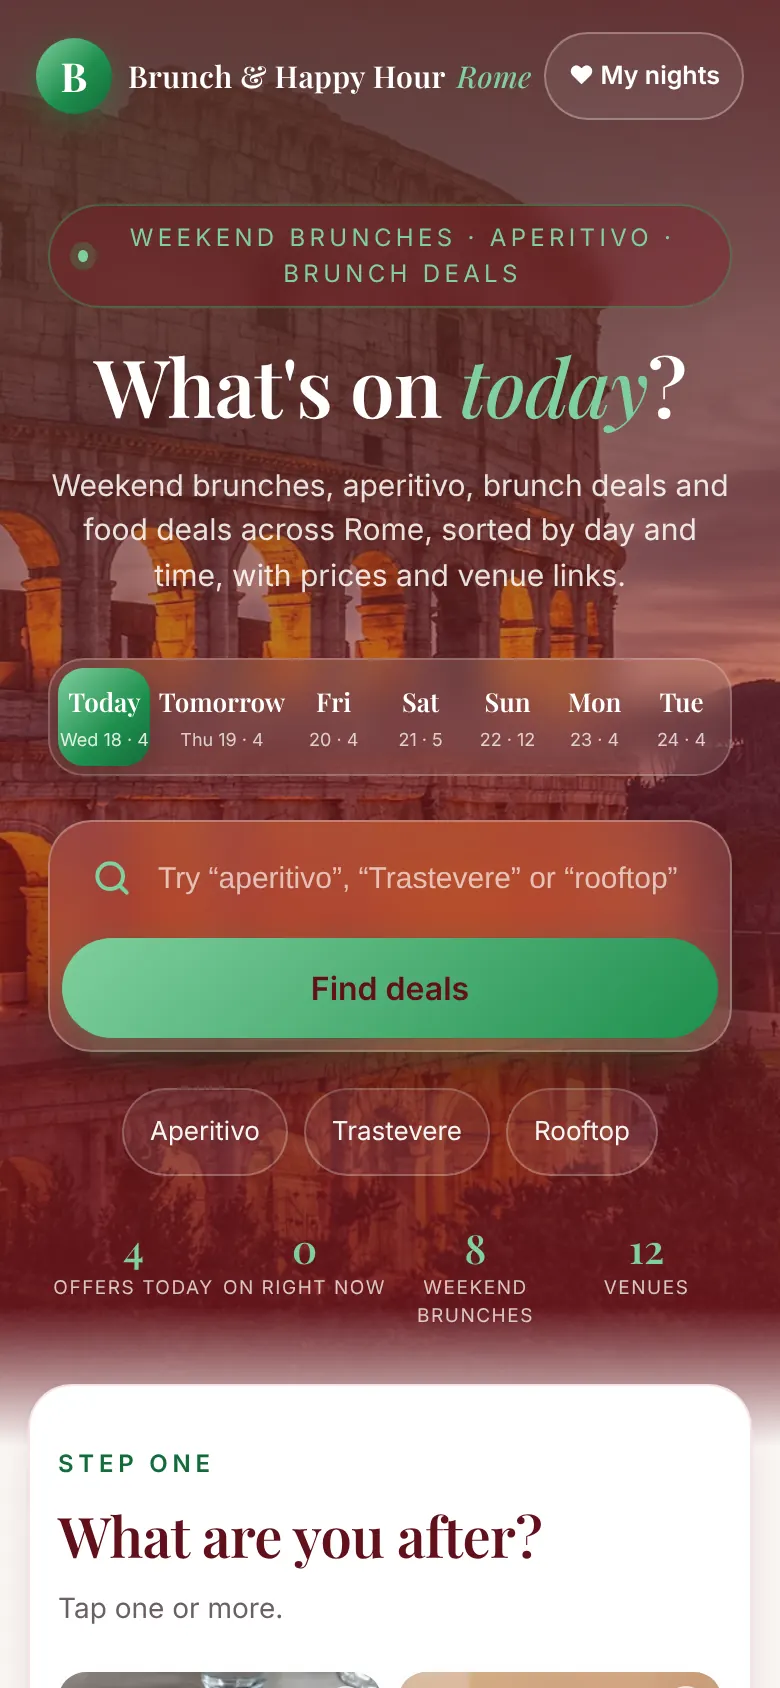 B
Brunch & Happy Hour Rome
♥ My nights
WEEKEND BRUNCHES · APERITIVO ·
BRUNCH DEALS
What's on today?
Weekend brunches, aperitivo, brunch deals and
food deals across Rome, sorted by day and
time, with prices and venue links.
Today Tomorrow Fri Sat Sun Mon Tue
Wed 18 · 4 Thu 19 · 4 20 · 4 21 · 5 22 · 12 23 · 4 24 · 4
Try “aperitivo”, “Trastevere” or “rooftop”
Find deals
Aperitivo Trastevere Rooftop
4 0 8 12
OFFERS TODAY ON RIGHT NOW WEEKEND BRUNCHES VENUES
STEP ONE
What are you after?
Tap one or more.